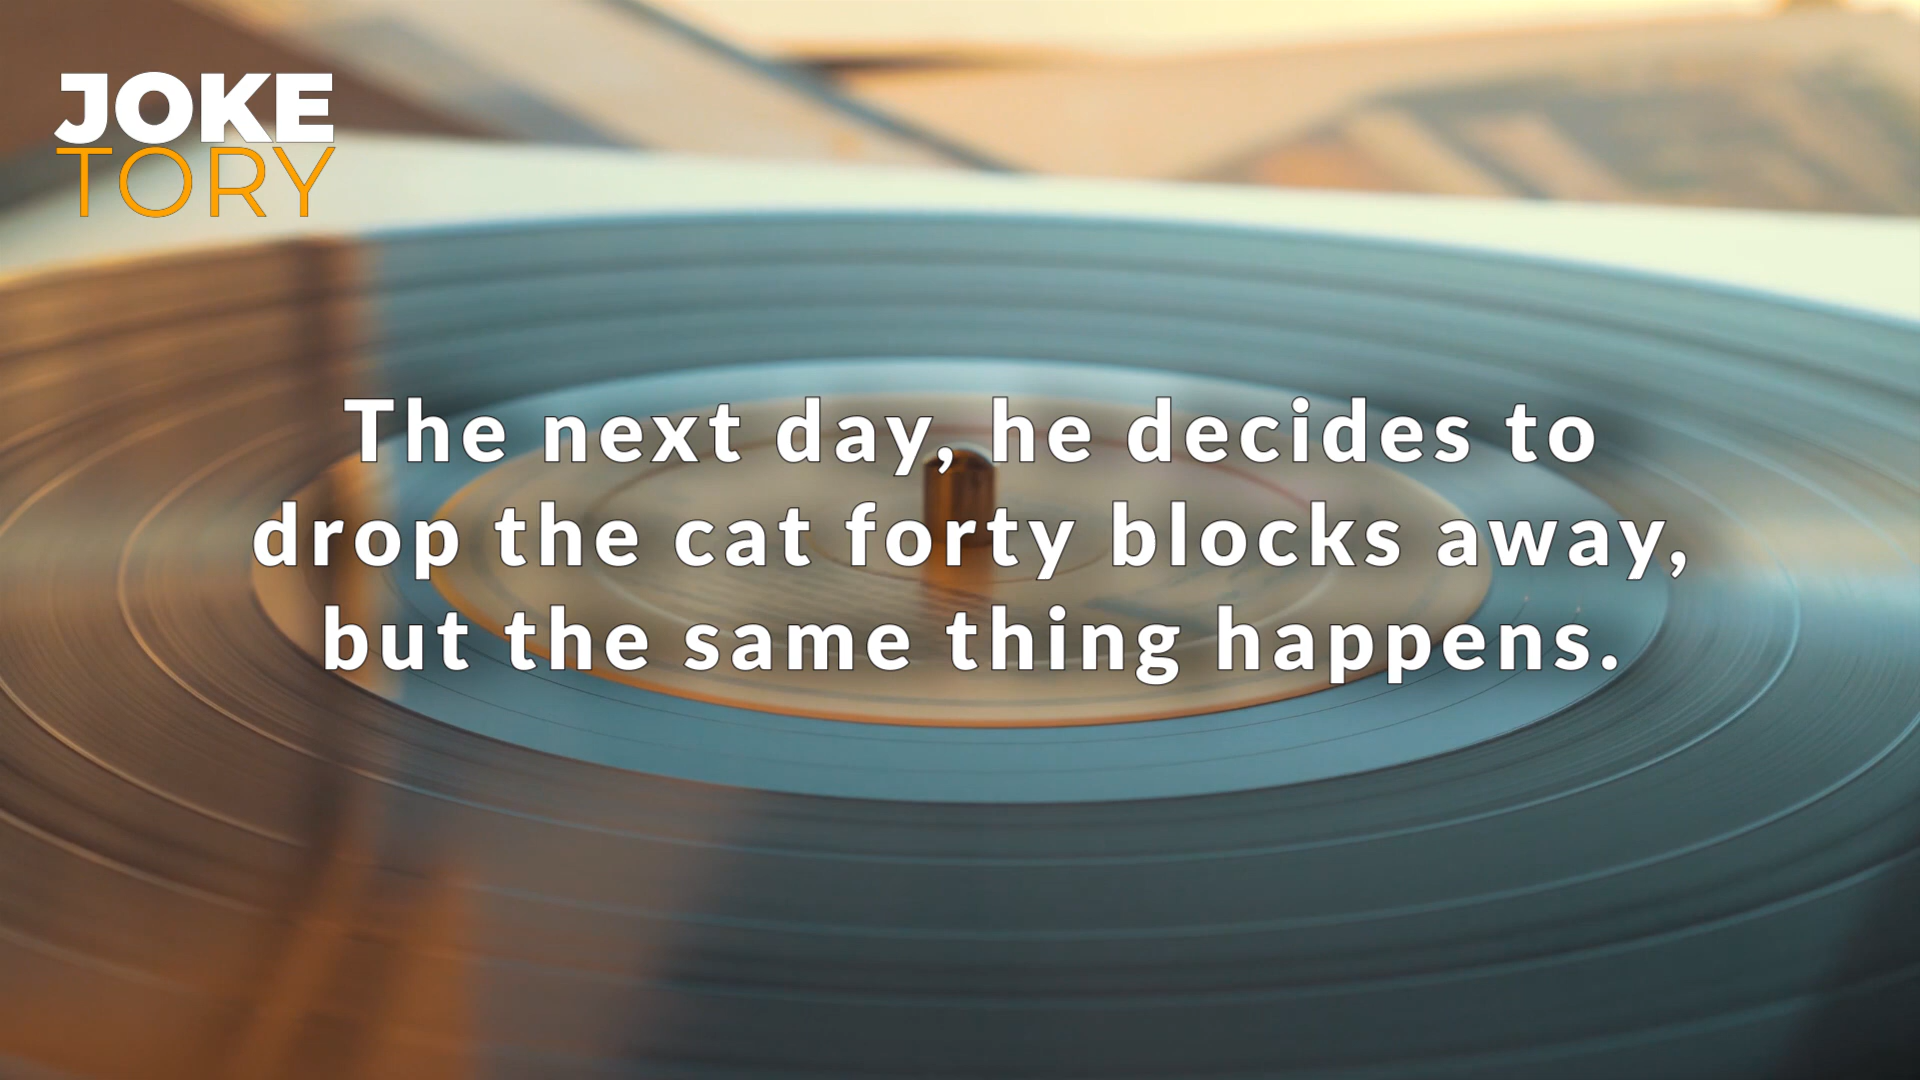 JOKE
TORY
The next day, he decides to
drop the cat forty blocks away,
but the same thing happens.